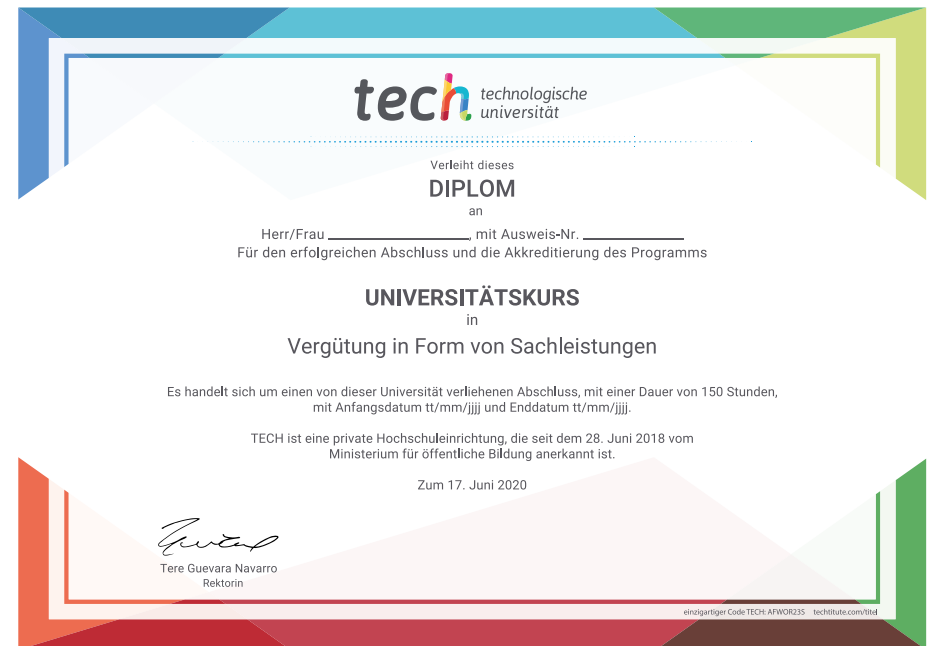 tech technologische
universität
Verleiht dieses
DIPLOM
an
Herr/Frau ____________, mit Ausweis-Nr. ____________
Für den erfolgreichen Abschluss und die Akkreditierung des Programms
UNIVERSITÄTSKURS
in
Vergütung in Form von Sachleistungen
Es handelt sich um einen von dieser Universität verliehenen Abschluss, mit einer Dauer von 150 Stunden,
mit Anfangsdatum tt/mm/jjjj und Enddatum tt/mm/jjjj.
TECH ist eine private Hochschuleinrichtung, die seit dem 28. Juni 2018 vom
Ministerium für öffentliche Bildung anerkannt ist.
Zum 17. Juni 2020
Tere Guevara Navarro
Rektorin
einzigartiger Code TECH: AFWOR23S techtitute.com/titel